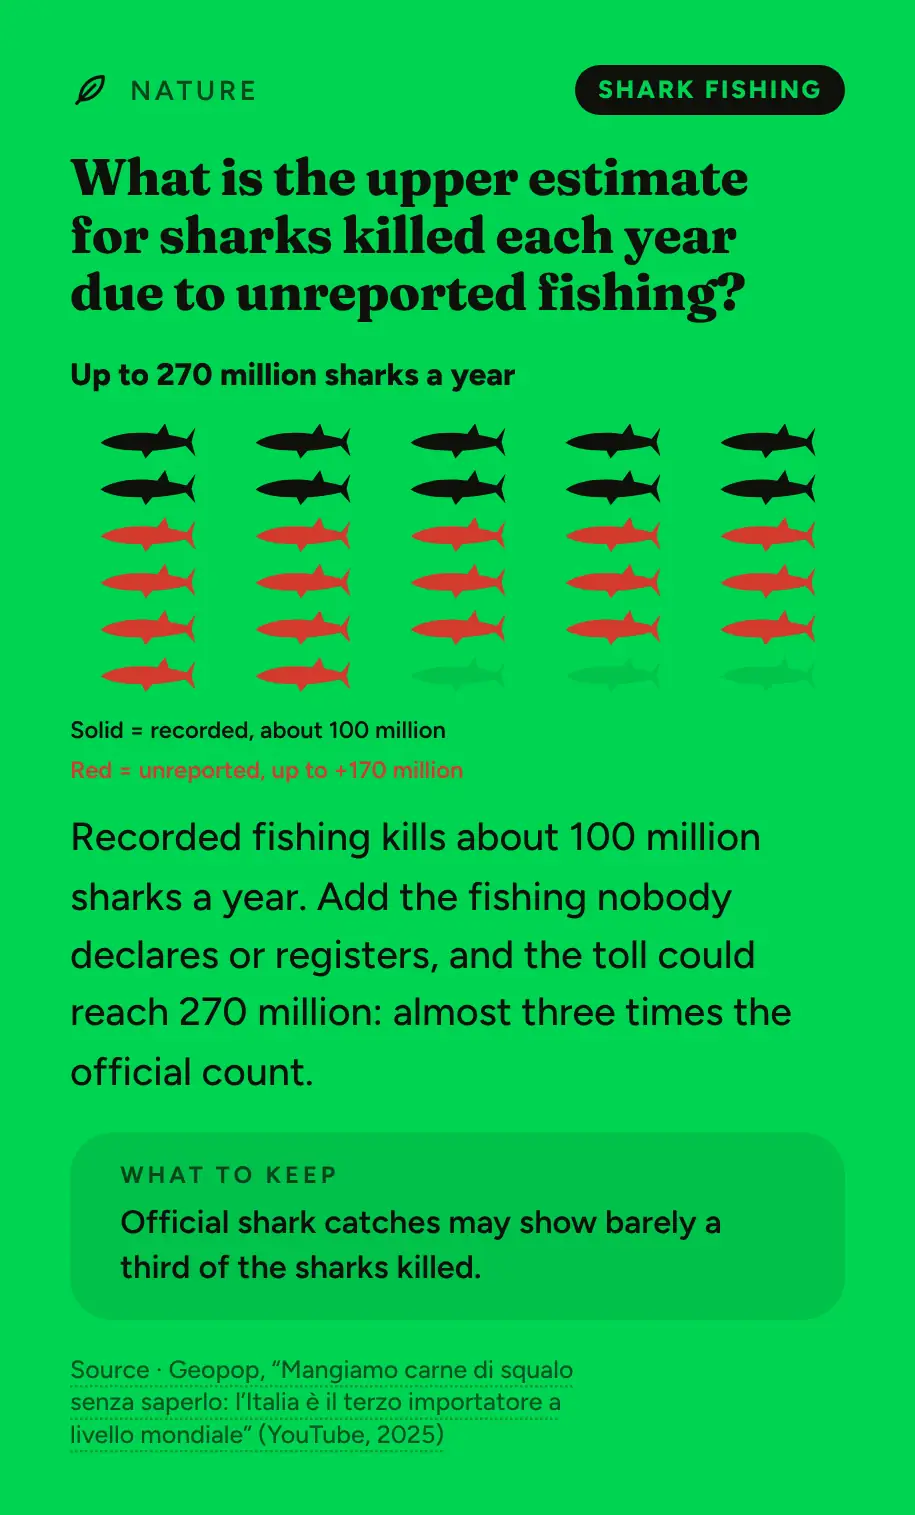 NATURE
SHARK FISHING
What is the upper estimate
for sharks killed each year
due to unreported fishing?
Up to 270 million sharks a year
Solid = recorded, about 100 million
Red = unreported, up to +170 million
Recorded fishing kills about 100 million
sharks a year. Add the fishing nobody
declares or registers, and the toll could
reach 270 million: almost three times the
official count.
WHAT TO KEEP
Official shark catches may show barely a
third of the sharks killed.
Source · Geopop, “Mangiamo carne di squalo
senza saperlo: l’Italia è il terzo importatore a
livello mondiale” (YouTube, 2025)